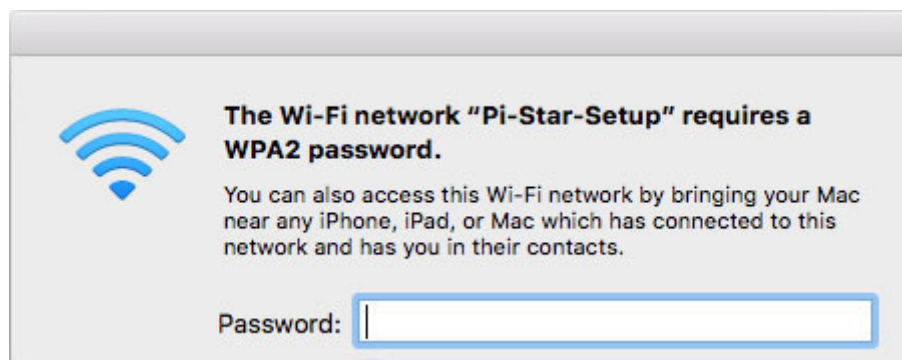 The Wi-Fi network “Pi-Star-Setup” requires a
WPA2 password.
You can also access this Wi-Fi network by bringing your Mac
near any iPhone, iPad, or Mac which has connected to this
network and has you in their contacts.
Password: